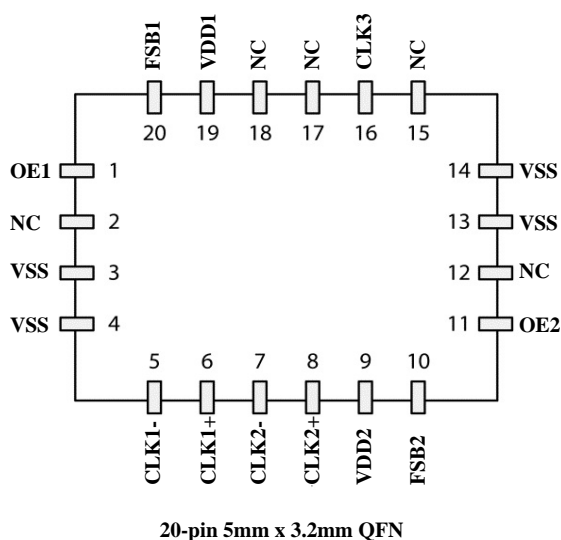 FSB1 VDD1 NC NC CLK3 NC
20 19 18 17 16 15
OE1 1 14 VSS
NC 2 13 VSS
VSS 3 12 NC
VSS 4 11 OE2
5 6 7 8 9 10
CLK1- CLK1+ CLK2- CLK2+ VDD2 FSB2
20-pin 5mm x 3.2mm QFN